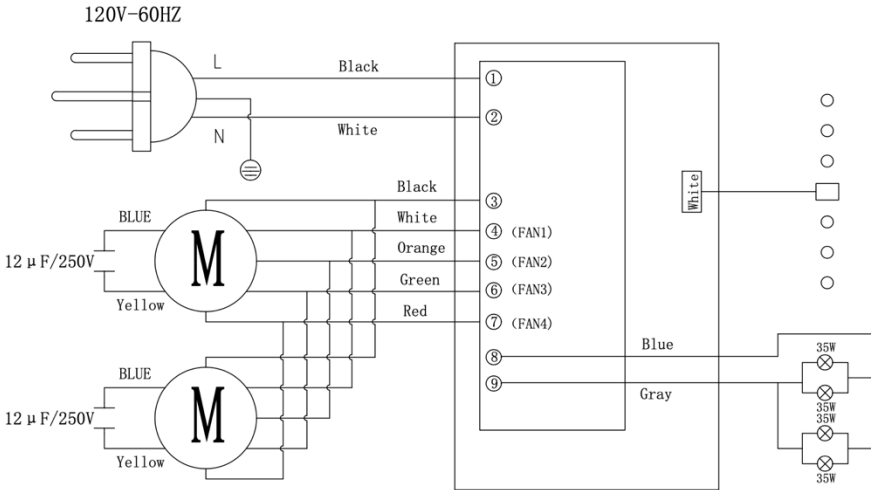 120V-60HZ
L
Black
①
N
White
②
Black
③
White
④ (FAN1)
Orange
⑤ (FAN2)
Green
⑥ (FAN3)
Red
⑦ (FAN4)
BLUE
12μF/250V
Yellow
M
White
⑧
Blue
⑨
Gray
BLUE
12μF/250V
Yellow
M
35W
35W
35W
35W